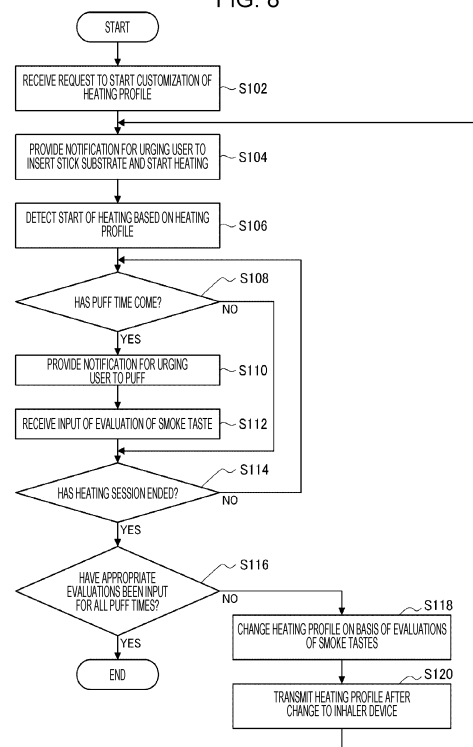 START
RECEIVE REQUEST TO START CUSTOMIZATION OF
HEATING PROFILE
S102
PROVIDE NOTIFICATION FOR URGING USER TO
INSERT STICK SUBSTRATE AND START HEATING
S104
DETECT START OF HEATING BASED ON HEATING
PROFILE
S106
S108
HAS PUFF TIME COME?
NO
YES
PROVIDE NOTIFICATION FOR URGING
USER TO PUFF
S110
RECEIVE INPUT OF EVALUATION OF SMOKE TASTE
S112
S114
HAS HEATING SESSION ENDED?
NO
YES
S116
HAVE APPROPRIATE
EVALUATIONS BEEN INPUT
FOR ALL PUFF TIMES?
NO
YES
END
S118
CHANGE HEATING PROFILE ON BASIS OF EVALUATIONS
OF SMOKE TASTES
S120
TRANSMIT HEATING PROFILE AFTER
CHANGE TO INHALER DEVICE